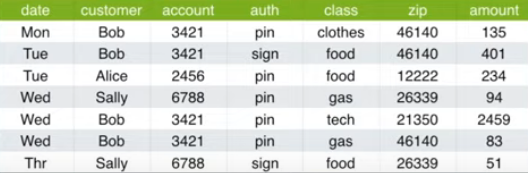 date customer account auth class zip amount
Mon Bob 3421 pin clothes 46140 135
Tue Bob 3421 sign food 46140 401
Tue Alice 2456 pin food 12222 234
Wed Sally 6788 pin gas 26339 94
Wed Bob 3421 pin tech 21350 2459
Wed Bob 3421 pin gas 46140 83
Thr Sally 6788 sign food 26339 51